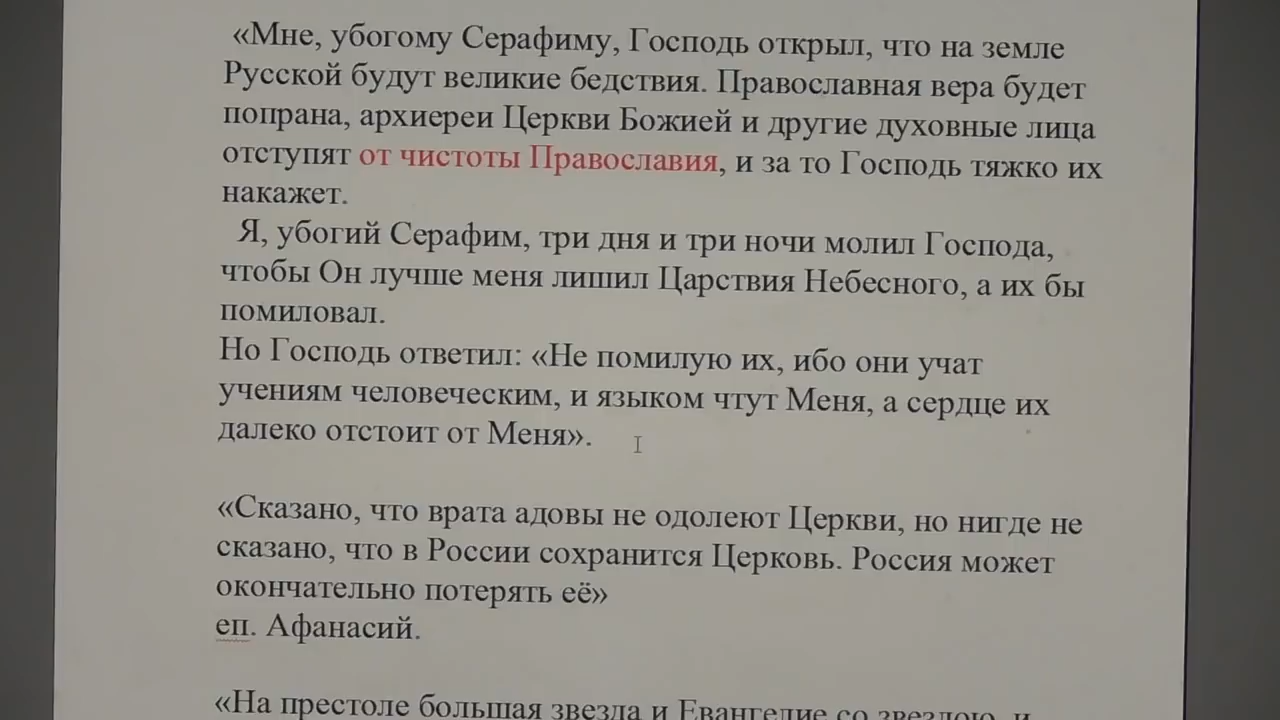 «Мне, убогому Серафиму, Господь открыл, что на земле
Русской будут великие бедствия. Православная вера будет
попрана, архиереи Церкви Божией и другие духовные лица
отступят от чистоты Православия, и за то Господь тяжко их
накажет.
Я, убогий Серафим, три дня и три ночи молил Господа,
чтобы Он лучше меня лишил Царствия Небесного, а их бы
помиловал.
Но Господь ответил: «Не помилую их, ибо они учат
учениям человеческим, и языком чтут Меня, а сердце их
далеко отстоит от Меня».
«Сказано, что врата адовы не одолеют Церкви, но нигде не
сказано, что в России сохранится Церковь. Россия может
окончательно потерять её»
еп. Афанасий.
«На престоле большая звезда и Евангелие со звездою, и